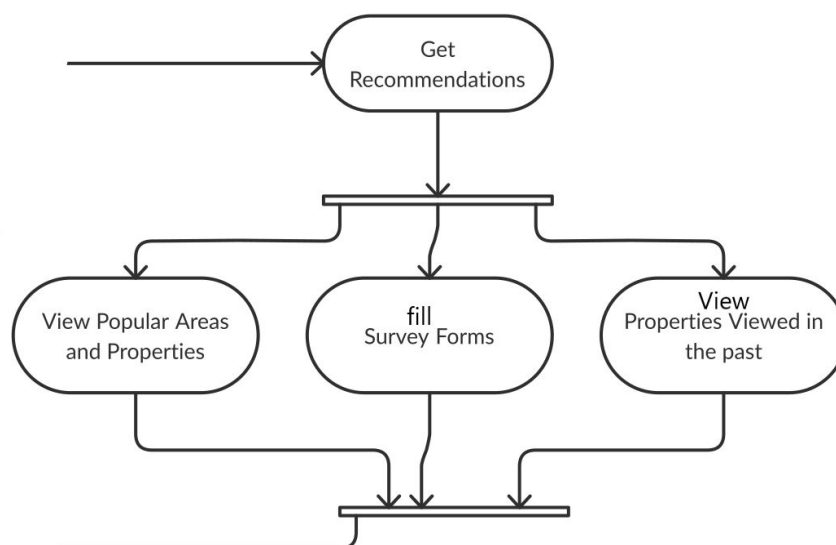 Get
Recommendations
View Popular Areas
and Properties
fill
Survey Forms
View
Properties Viewed in
the past